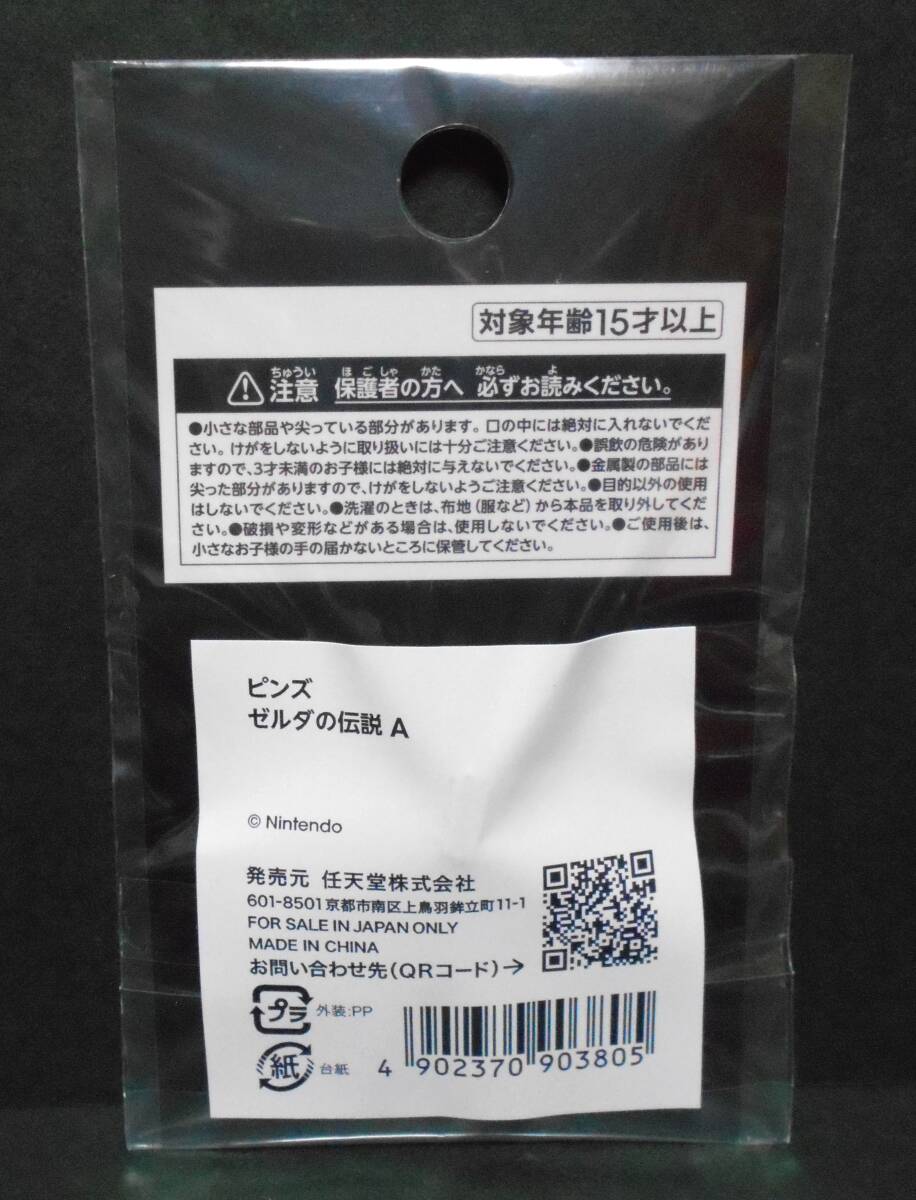 対象年齢15才以上
ちゅうい ほごしゃ かた かなら よ
注意 保護者の方へ 必ずお読みください。
●小さな部品や尖っている部分があります。口の中には絶対に入れないでくだ
さい。けがをしないように取り扱いには十分ご注意ください。●誤飲の危険があり
ますので、3才未満のお子様には絶対に与えないでください。●金属製の部品には
尖った部分がありますので、けがをしないようご注意ください。●目的以外の使用
はしないでください。●洗濯のときは、布地（服など）から本品を取り外してくだ
さい。●破損や変形などがある場合は、使用しないでください。●ご使用後は、
小さなお子様の手の届かないところに保管してください。
ピンズ
ゼルダの伝説 A
© Nintendo
発売元 任天堂株式会社
601-8501京都市南区上鳥羽鉾立町11-1
FOR SALE IN JAPAN ONLY
MADE IN CHINA
お問い合わせ先（QRコード）→
プラ 外装:PP
紙 台紙
4 902370 903805